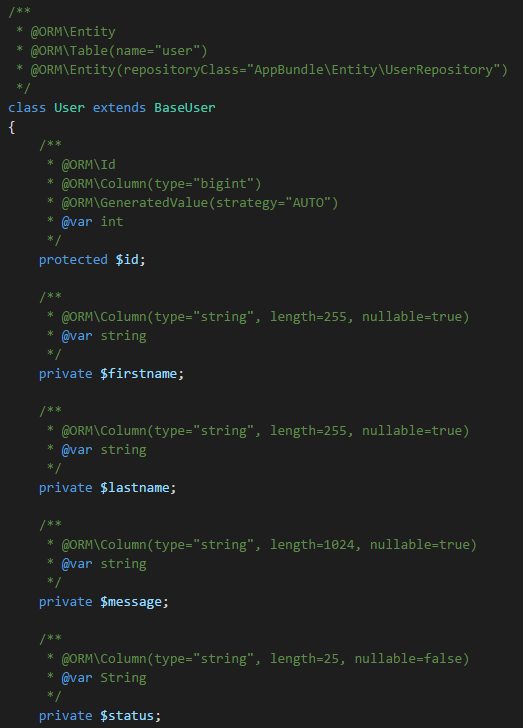 /**
 * @ORM\Entity
 * @ORM\Table(name="user")
 * @ORM\Entity(repositoryClass="AppBundle\Entity\UserRepository")
 */
class User extends BaseUser
{
    /**
     * @ORM\Id
     * @ORM\Column(type="bigint")
     * @ORM\GeneratedValue(strategy="AUTO")
     * @var int
     */
    protected $id;

    /**
     * @ORM\Column(type="string", length=255, nullable=true)
     * @var string
     */
    private $firstname;

    /**
     * @ORM\Column(type="string", length=255, nullable=true)
     * @var string
     */
    private $lastname;

    /**
     * @ORM\Column(type="string", length=1024, nullable=true)
     * @var string
     */
    private $message;

    /**
     * @ORM\Column(type="string", length=25, nullable=false)
     * @var String
     */
    private $status;